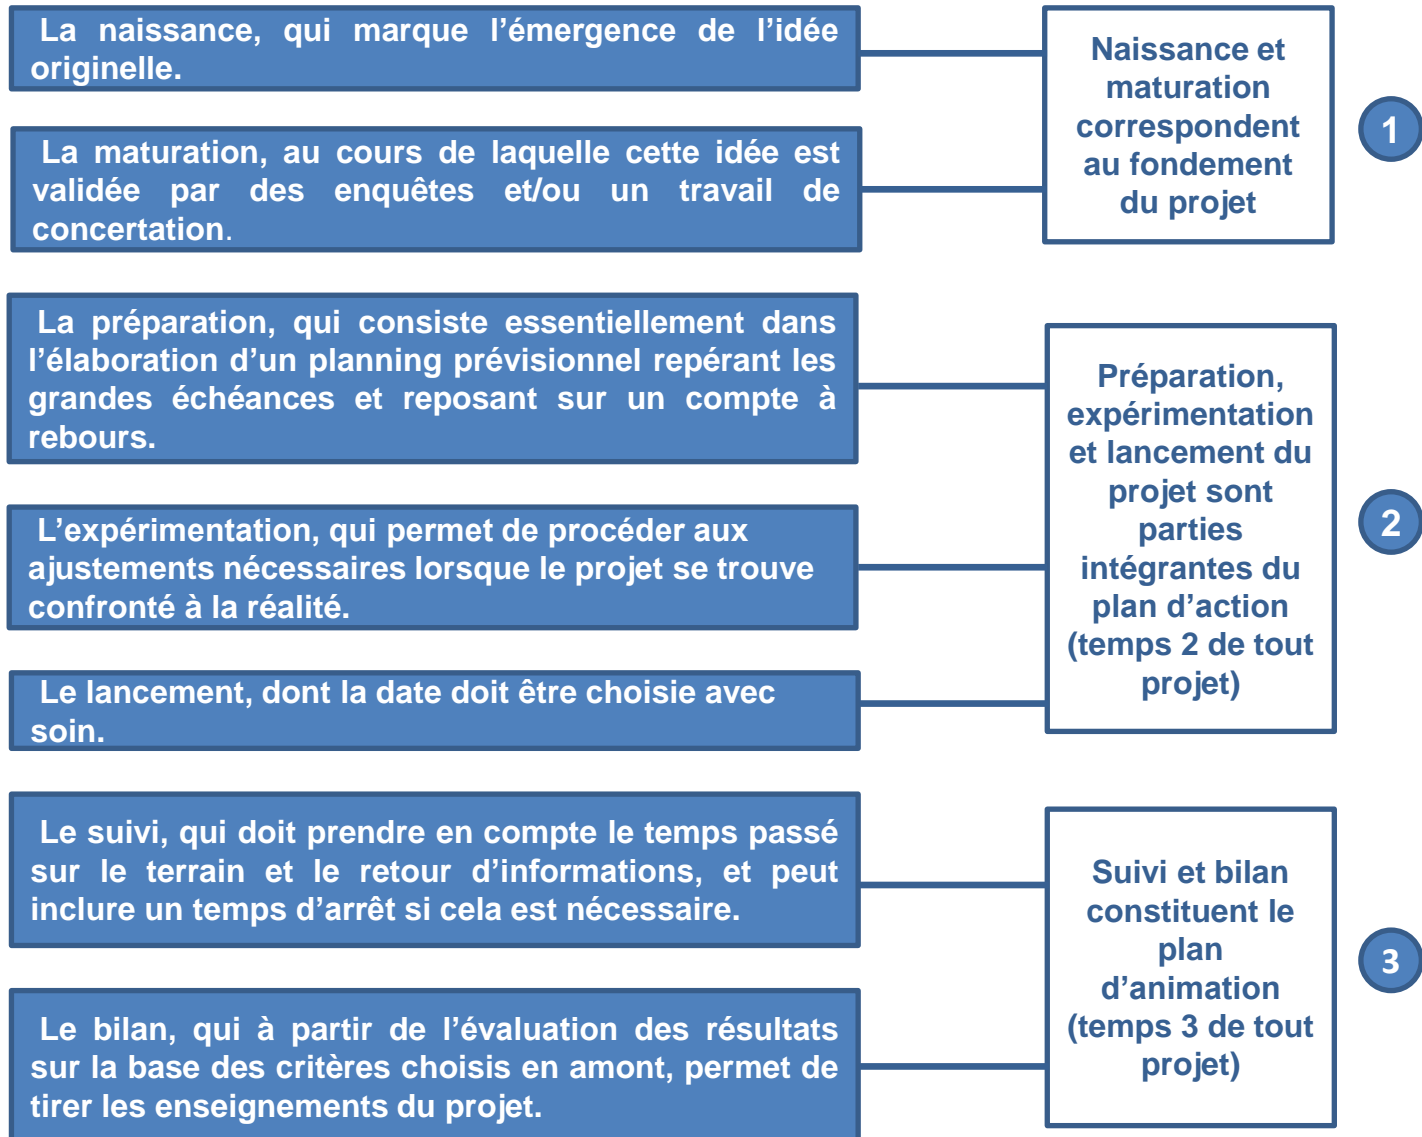 La naissance, qui marque l’émergence de l’idée
originelle.
La maturation, au cours de laquelle cette idée est
validée par des enquêtes et/ou un travail de
concertation.
Naissance et
maturation
correspondent
au fondement
du projet
1
La préparation, qui consiste essentiellement dans
l’élaboration d’un planning prévisionnel repérant les
grandes échéances et reposant sur un compte à
rebours.
L’expérimentation, qui permet de procéder aux
ajustements nécessaires lorsque le projet se trouve
confronté à la réalité.
Le lancement, dont la date doit être choisie avec
soin.
Préparation,
expérimentation
et lancement du
projet sont
parties
intégrantes du
plan d’action
(temps 2 de tout
projet)
2
Le suivi, qui doit prendre en compte le temps passé
sur le terrain et le retour d’informations, et peut
inclure un temps d’arrêt si cela est nécessaire.
Le bilan, qui à partir de l’évaluation des résultats
sur la base des critères choisis en amont, permet de
tirer les enseignements du projet.
Suivi et bilan
constituent le
plan
d’animation
(temps 3 de tout
projet)
3